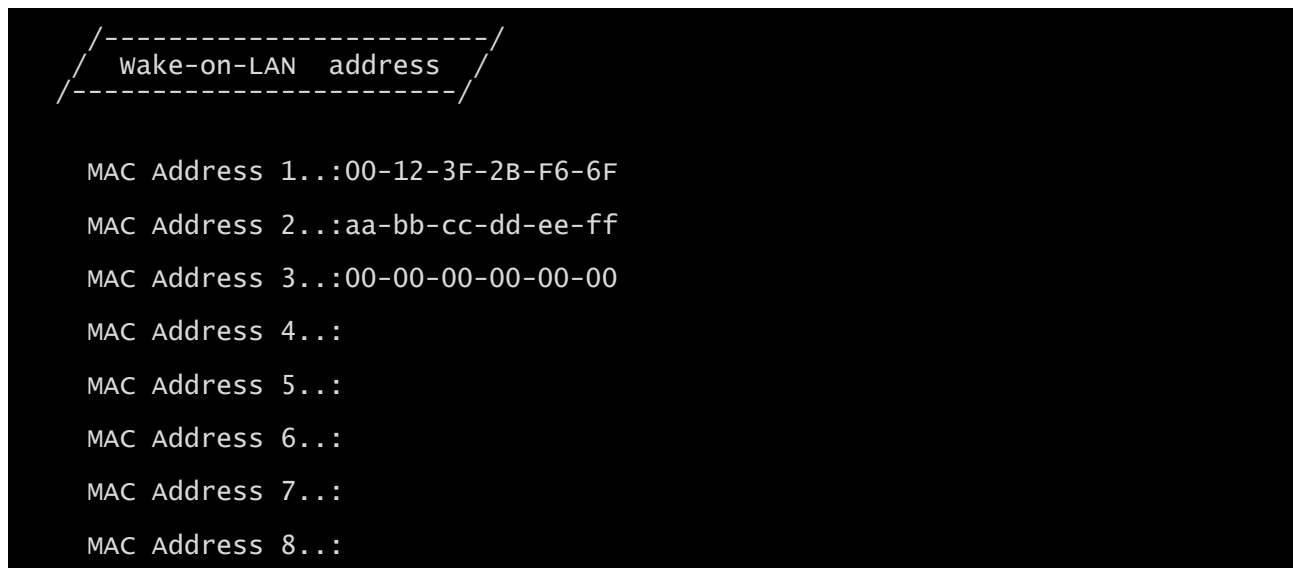 /------------------------/
/  Wake-on-LAN  address  /
/------------------------/
MAC Address 1..:00-12-3F-2B-F6-6F
MAC Address 2..:aa-bb-cc-dd-ee-ff
MAC Address 3..:00-00-00-00-00-00
MAC Address 4..:
MAC Address 5..:
MAC Address 6..:
MAC Address 7..:
MAC Address 8..: